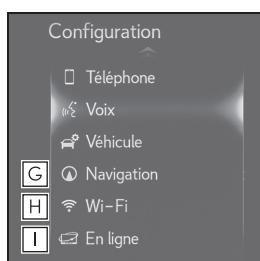 Configuration
Téléphone
Voix
Véhicule
G Navigation
H Wi-Fi
I En ligne